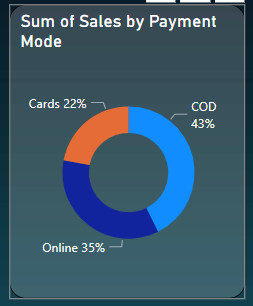 Sum of Sales by Payment
Mode
Cards 22%
COD
43%
Online 35%